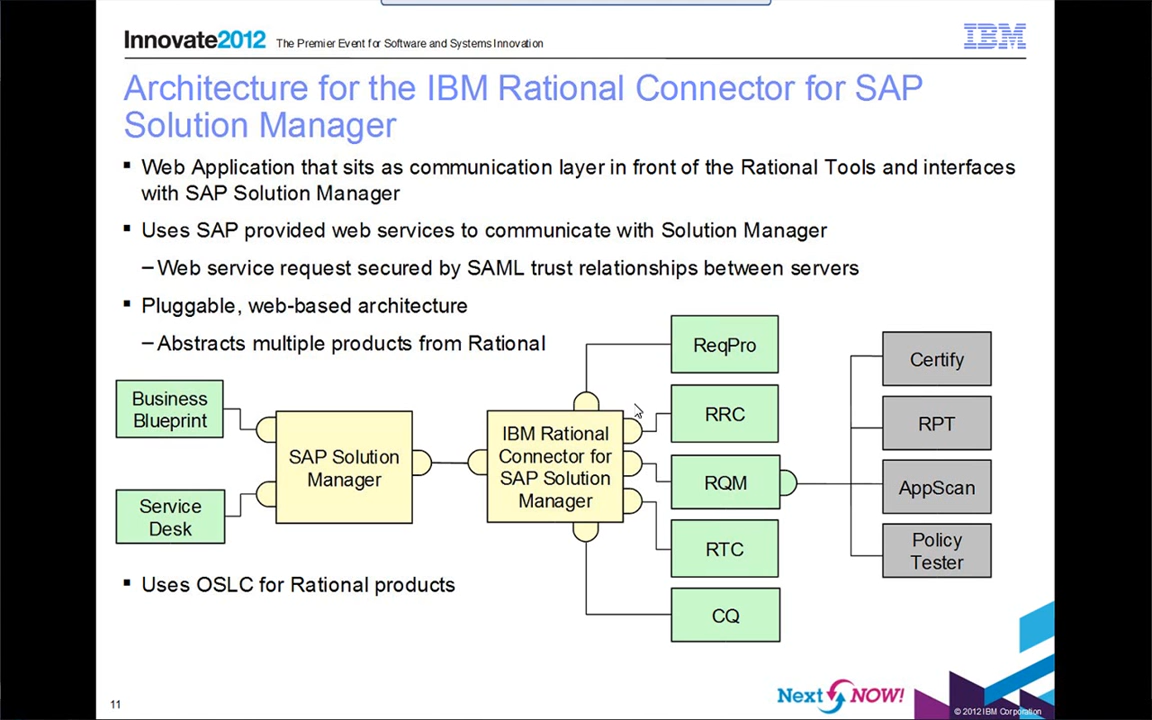 Innovate2012 The Premier Event for Software and Systems Innovation
IBM
Architecture for the IBM Rational Connector for SAP
Solution Manager
▪ Web Application that sits as communication layer in front of the Rational Tools and interfaces
with SAP Solution Manager
▪ Uses SAP provided web services to communicate with Solution Manager
–Web service request secured by SAML trust relationships between servers
▪ Pluggable, web-based architecture
–Abstracts multiple products from Rational
Business
Blueprint
Service
Desk
SAP Solution
Manager
IBM Rational
Connector for
SAP Solution
Manager
ReqPro
RRC
RQM
RTC
CQ
Certify
RPT
AppScan
Policy
Tester
▪ Uses OSLC for Rational products
11
Next NOW!
© 2012 IBM Corporation